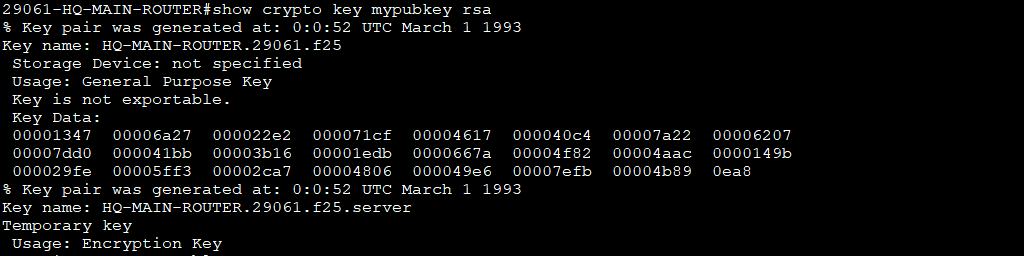 29061-HQ-MAIN-ROUTER#show crypto key mypubkey rsa
% Key pair was generated at: 0:0:52 UTC March 1 1993
Key name: HQ-MAIN-ROUTER.29061.f25
Storage Device: not specified
Usage: General Purpose Key
Key is not exportable.
Key Data:
00001347 00006a27 000022e2 000071cf 00004617 000040c4 00007a22 00006207
00007dd0 000041bb 00003b16 00001edb 0000667a 00004f82 00004aac 0000149b
000029fe 00005ff3 00002ca7 00004806 000049e6 00007efb 00004b89 0ea8
% Key pair was generated at: 0:0:52 UTC March 1 1993
Key name: HQ-MAIN-ROUTER.29061.f25.server
Temporary key
Usage: Encryption Key